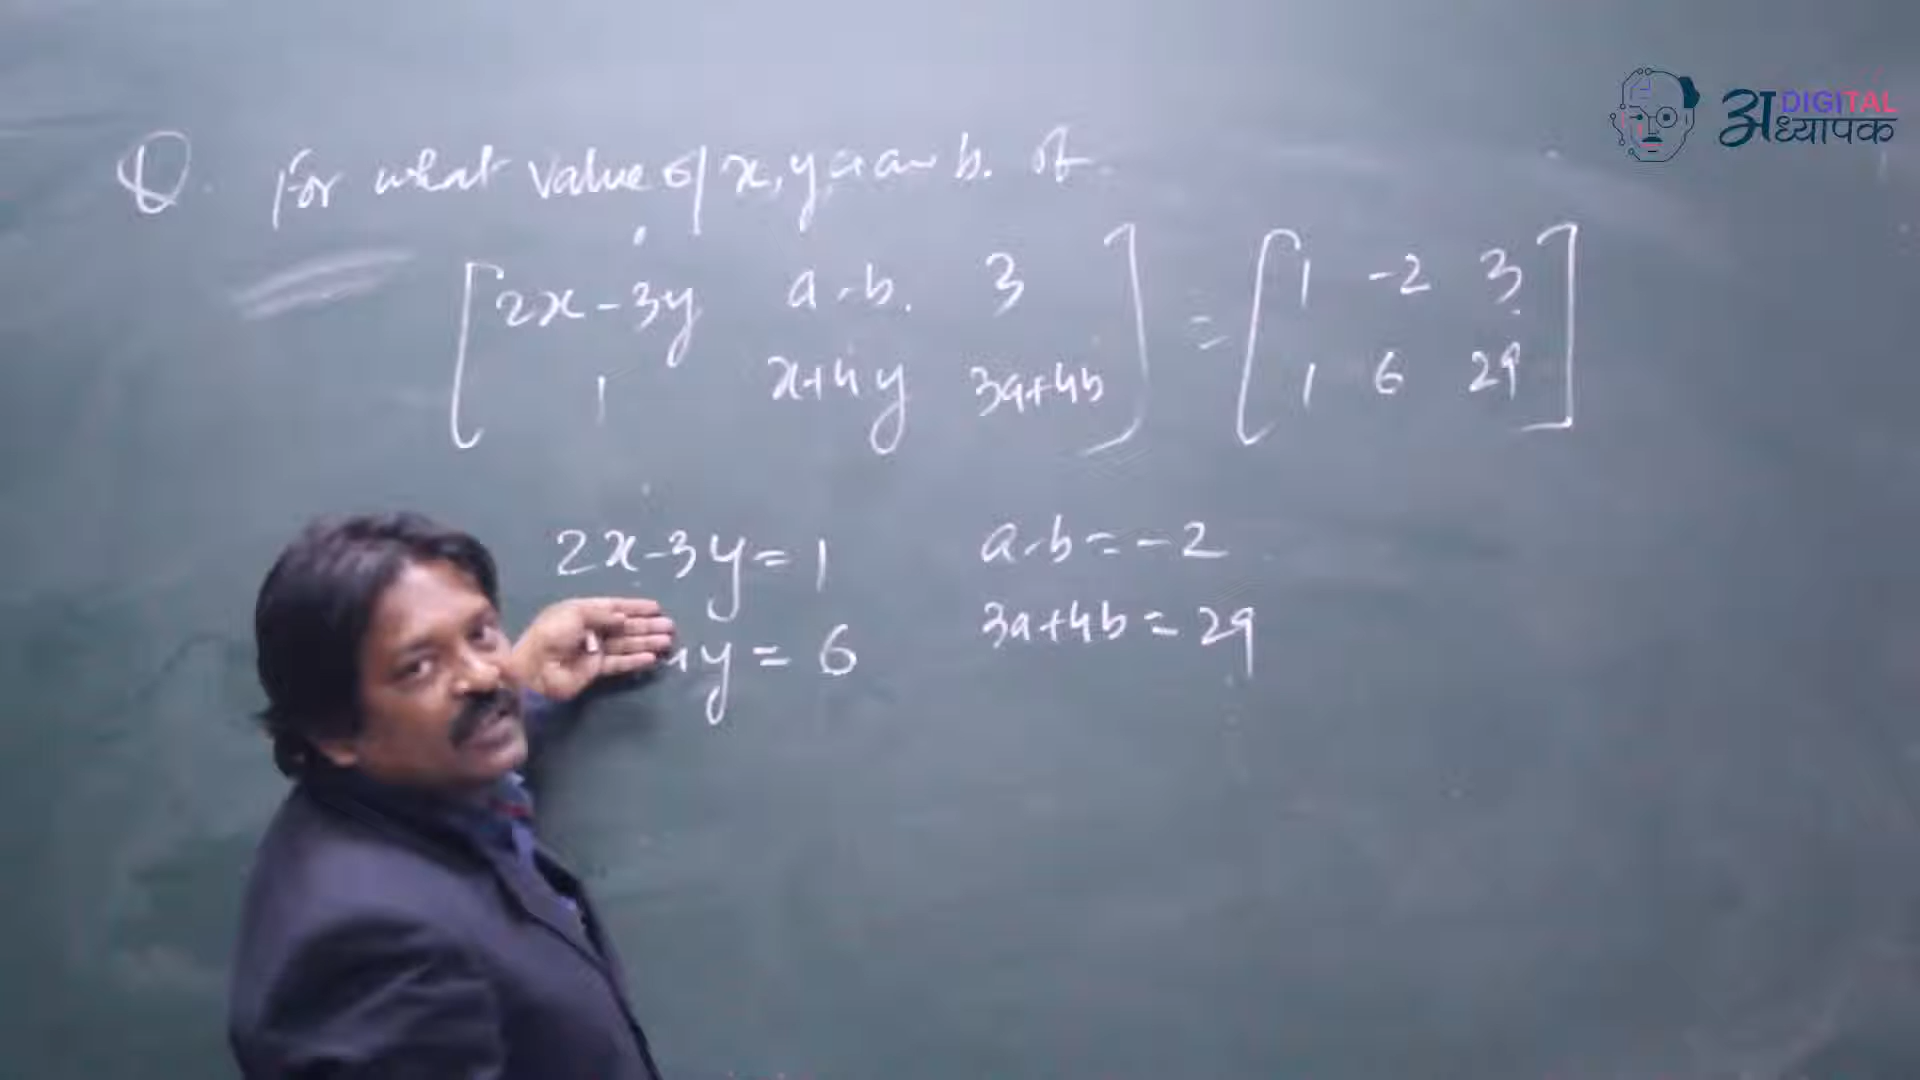 DIGITAL
अध्यापक
Q. For what value of x, y, a b. of
[ 2x-3y a-b. 3 ] = [ 1 -2 3 ]
[ 1 x+4y 3a+4b ] [ 1 6 29 ]
2x-3y=1 a-b=-2
4y=6 3a+4b=29